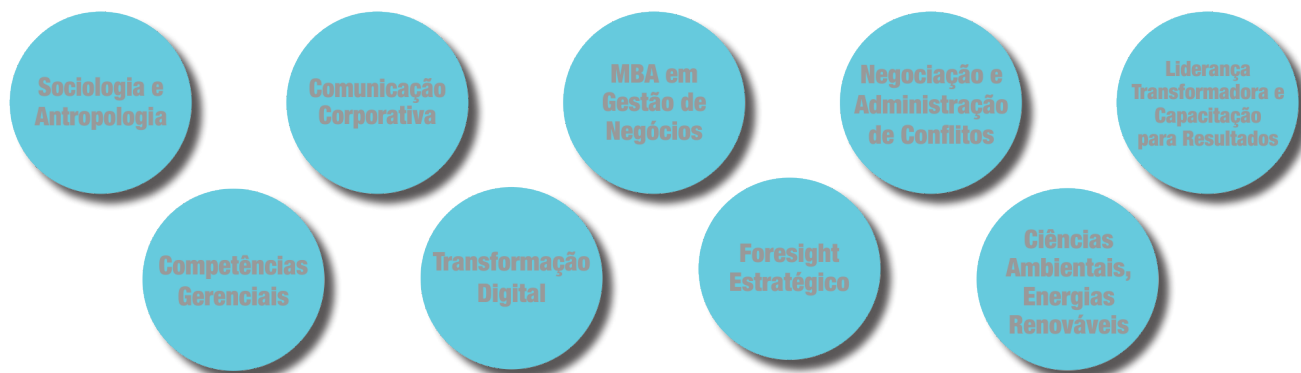 Sociologia e
Antropologia
Comunicação
Corporativa
MBA em
Gestão de
Negócios
Negociação e
Administração
de Conflitos
Liderança
Transformadora e
Capacitação
para Resultados
Competências
Gerenciais
Transformação
Digital
Foresight
Estratégico
Ciências
Ambientais,
Energias
Renováveis